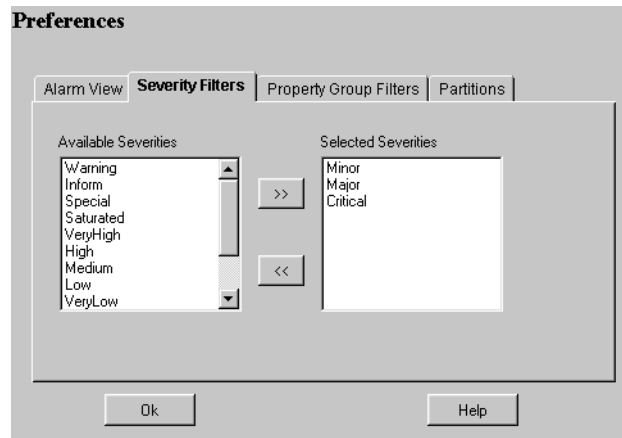 Preferences
Alarm View Severity Filters Property Group Filters Partitions
Available Severities Selected Severities
Warning
Inform
Special
Saturated
VeryHigh
High
Medium
Low
VeryLow
>>
<<
Minor
Major
Critical
Ok Help